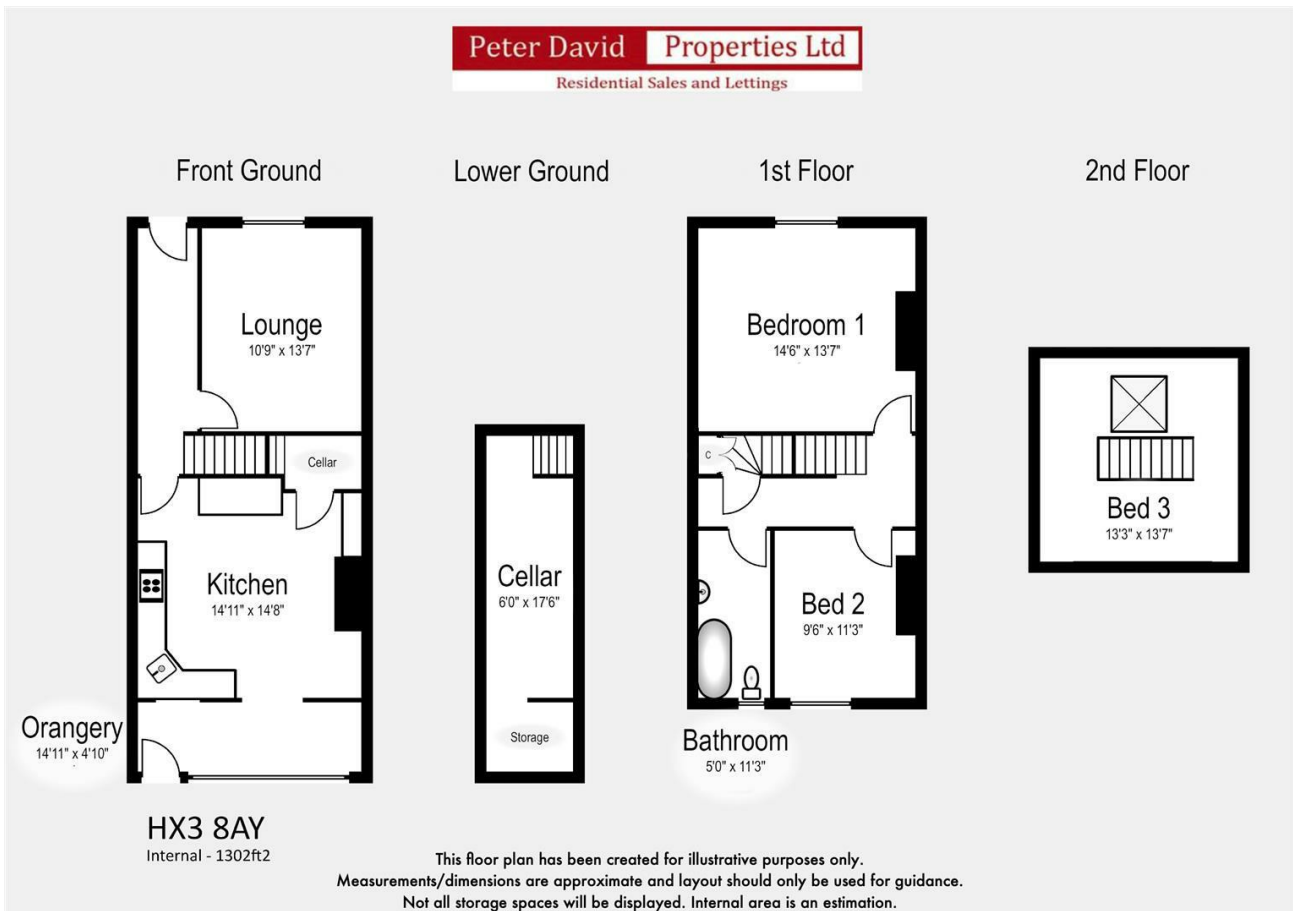 Peter David Properties Ltd
Residential Sales and Lettings
Front Ground
Lower Ground
1st Floor
2nd Floor
Lounge
10'9" x 13'7"
Cellar
Kitchen
14'11" x 14'8"
Orangery
14'11" x 4'10"
Cellar
6'0" x 17'6"
Storage
Bedroom 1
14'6" x 13'7"
C
Bed 2
9'6" x 11'3"
Bathroom
5'0" x 11'3"
Bed 3
13'3" x 13'7"
HX3 8AY
Internal - 1302ft2
This floor plan has been created for illustrative purposes only.
Measurements/dimensions are approximate and layout should only be used for guidance.
Not all storage spaces will be displayed. Internal area is an estimation.